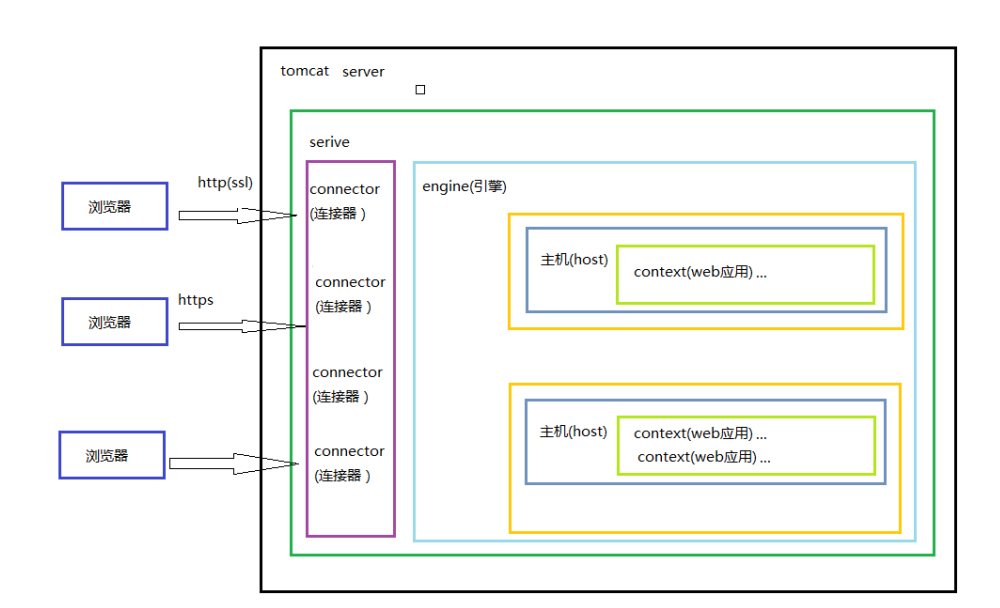 tomcat server
serive
http(ssl)
浏览器
connector
(连接器 )
engine(引擎)
主机(host)
context(web应用) ...
https
浏览器
connector
(连接器 )
connector
(连接器 )
浏览器
connector
(连接器 )
主机(host)
context(web应用) ...
context(web应用) ...